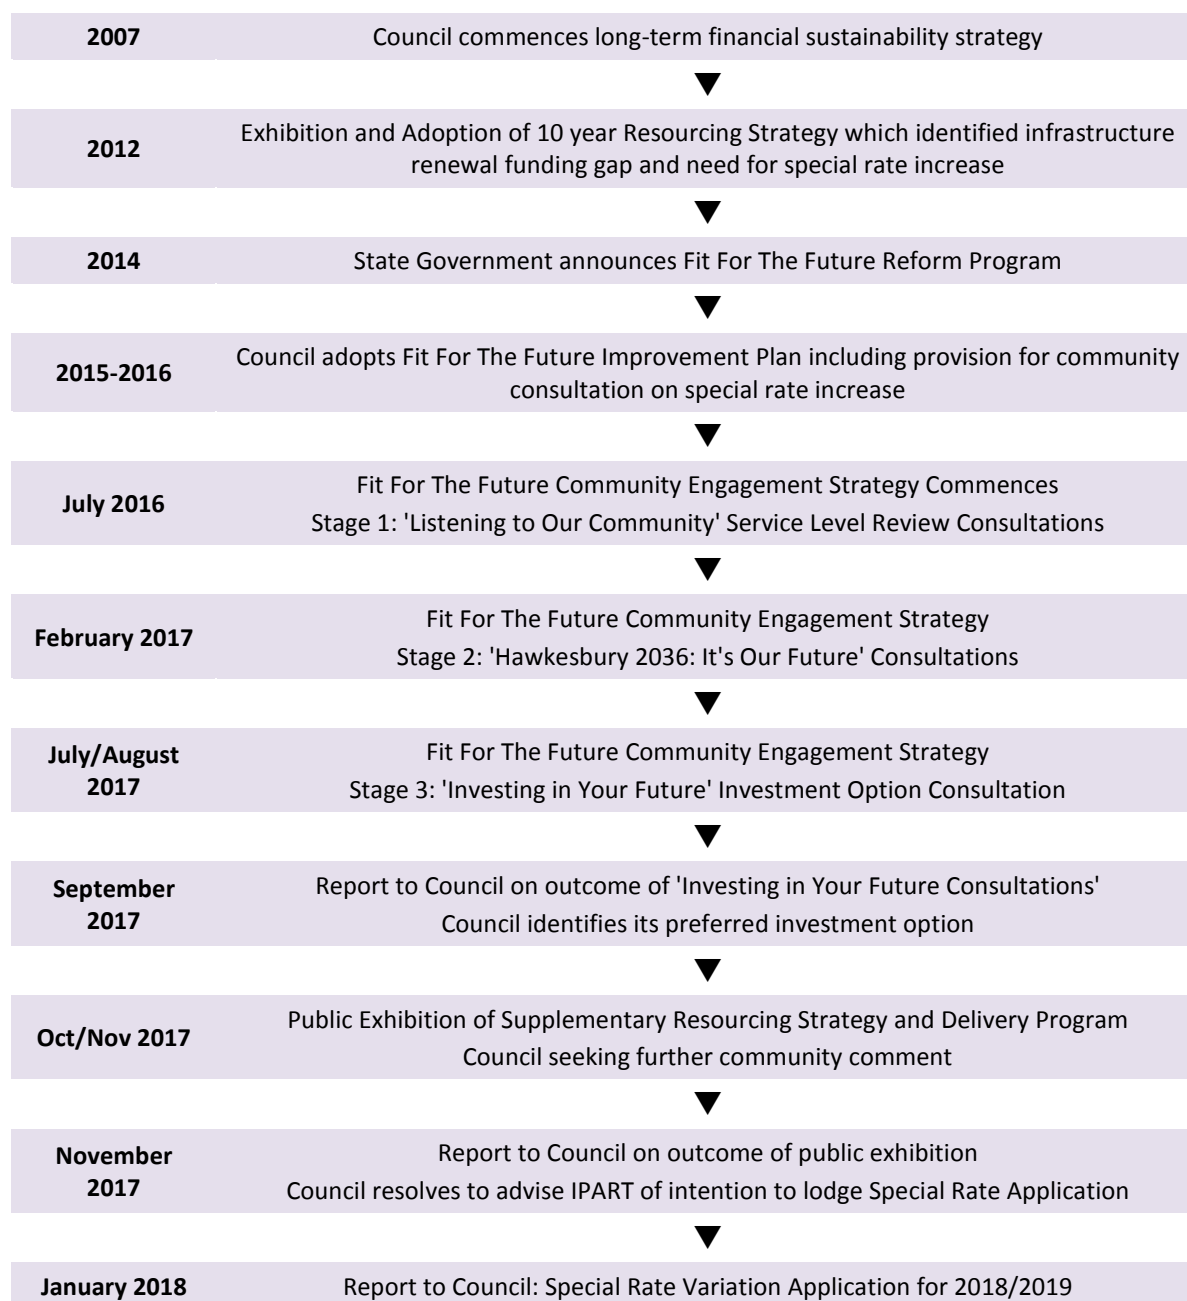 2007
Council commences long-term financial sustainability strategy
2012
Exhibition and Adoption of 10 year Resourcing Strategy which identified infrastructure
renewal funding gap and need for special rate increase
2014
State Government announces Fit For The Future Reform Program
2015-2016
Council adopts Fit For The Future Improvement Plan including provision for community
consultation on special rate increase
July 2016
Fit For The Future Community Engagement Strategy Commences
Stage 1: 'Listening to Our Community' Service Level Review Consultations
February 2017
Fit For The Future Community Engagement Strategy
Stage 2: 'Hawkesbury 2036: It's Our Future' Consultations
July/August
2017
Fit For The Future Community Engagement Strategy
Stage 3: 'Investing in Your Future' Investment Option Consultation
September
2017
Report to Council on outcome of 'Investing in Your Future Consultations'
Council identifies its preferred investment option
Oct/Nov 2017
Public Exhibition of Supplementary Resourcing Strategy and Delivery Program
Council seeking further community comment
November
2017
Report to Council on outcome of public exhibition
Council resolves to advise IPART of intention to lodge Special Rate Application
January 2018
Report to Council: Special Rate Variation Application for 2018/2019